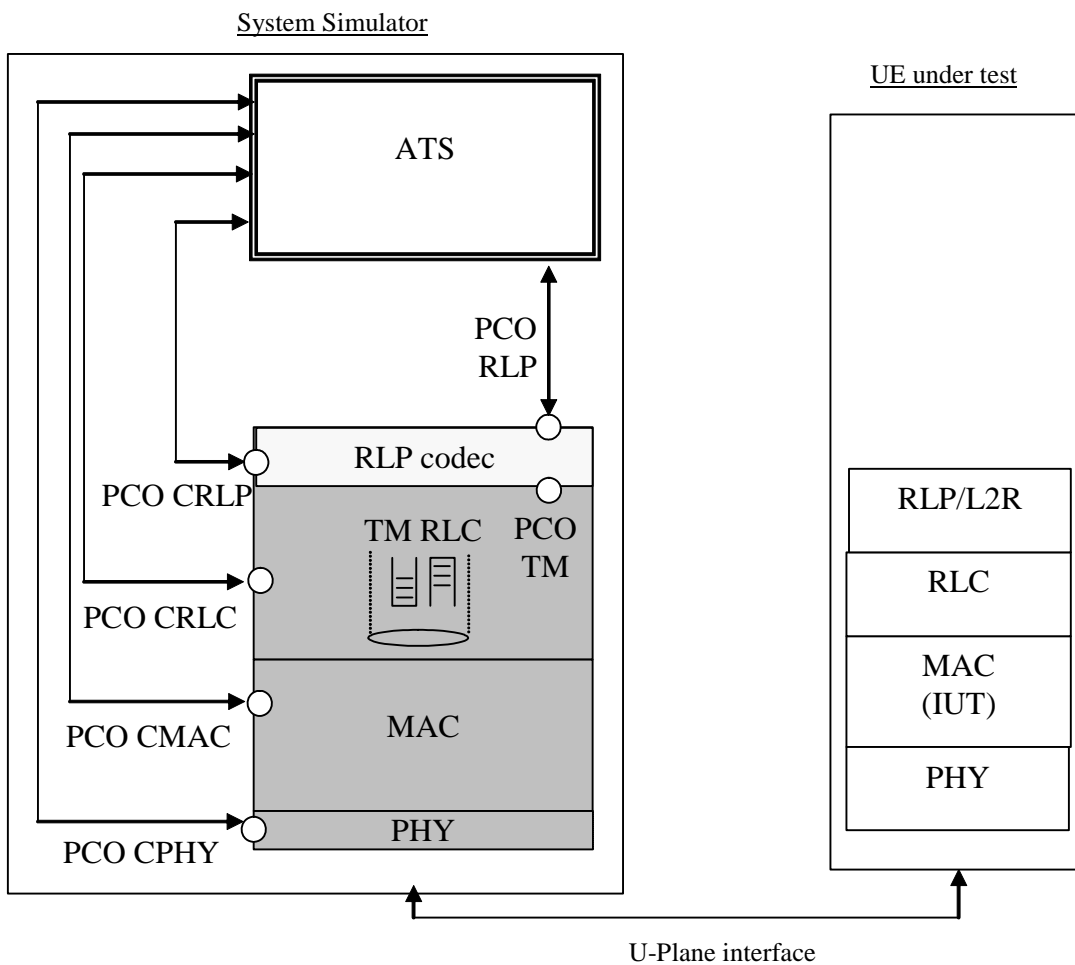 System Simulator
UE under test
ATS
PCO
RLP
RLP codec
PCO CRLP
TM RLC
PCO
TM
PCO CRLC
MAC
PCO CMAC
PHY
PCO CPHY
RLP/L2R
RLC
MAC
(IUT)
PHY
U-Plane interface